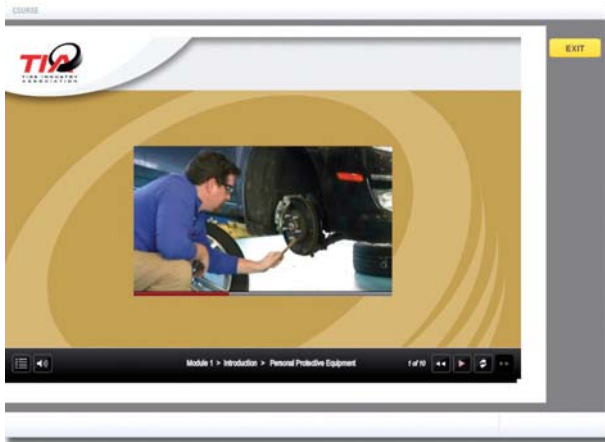 COURSE
EXIT
TIA
TIRE INDUSTRY
ASSOCIATION
Module 1 > Introduction > Personal Protective Equipment
1 of 10